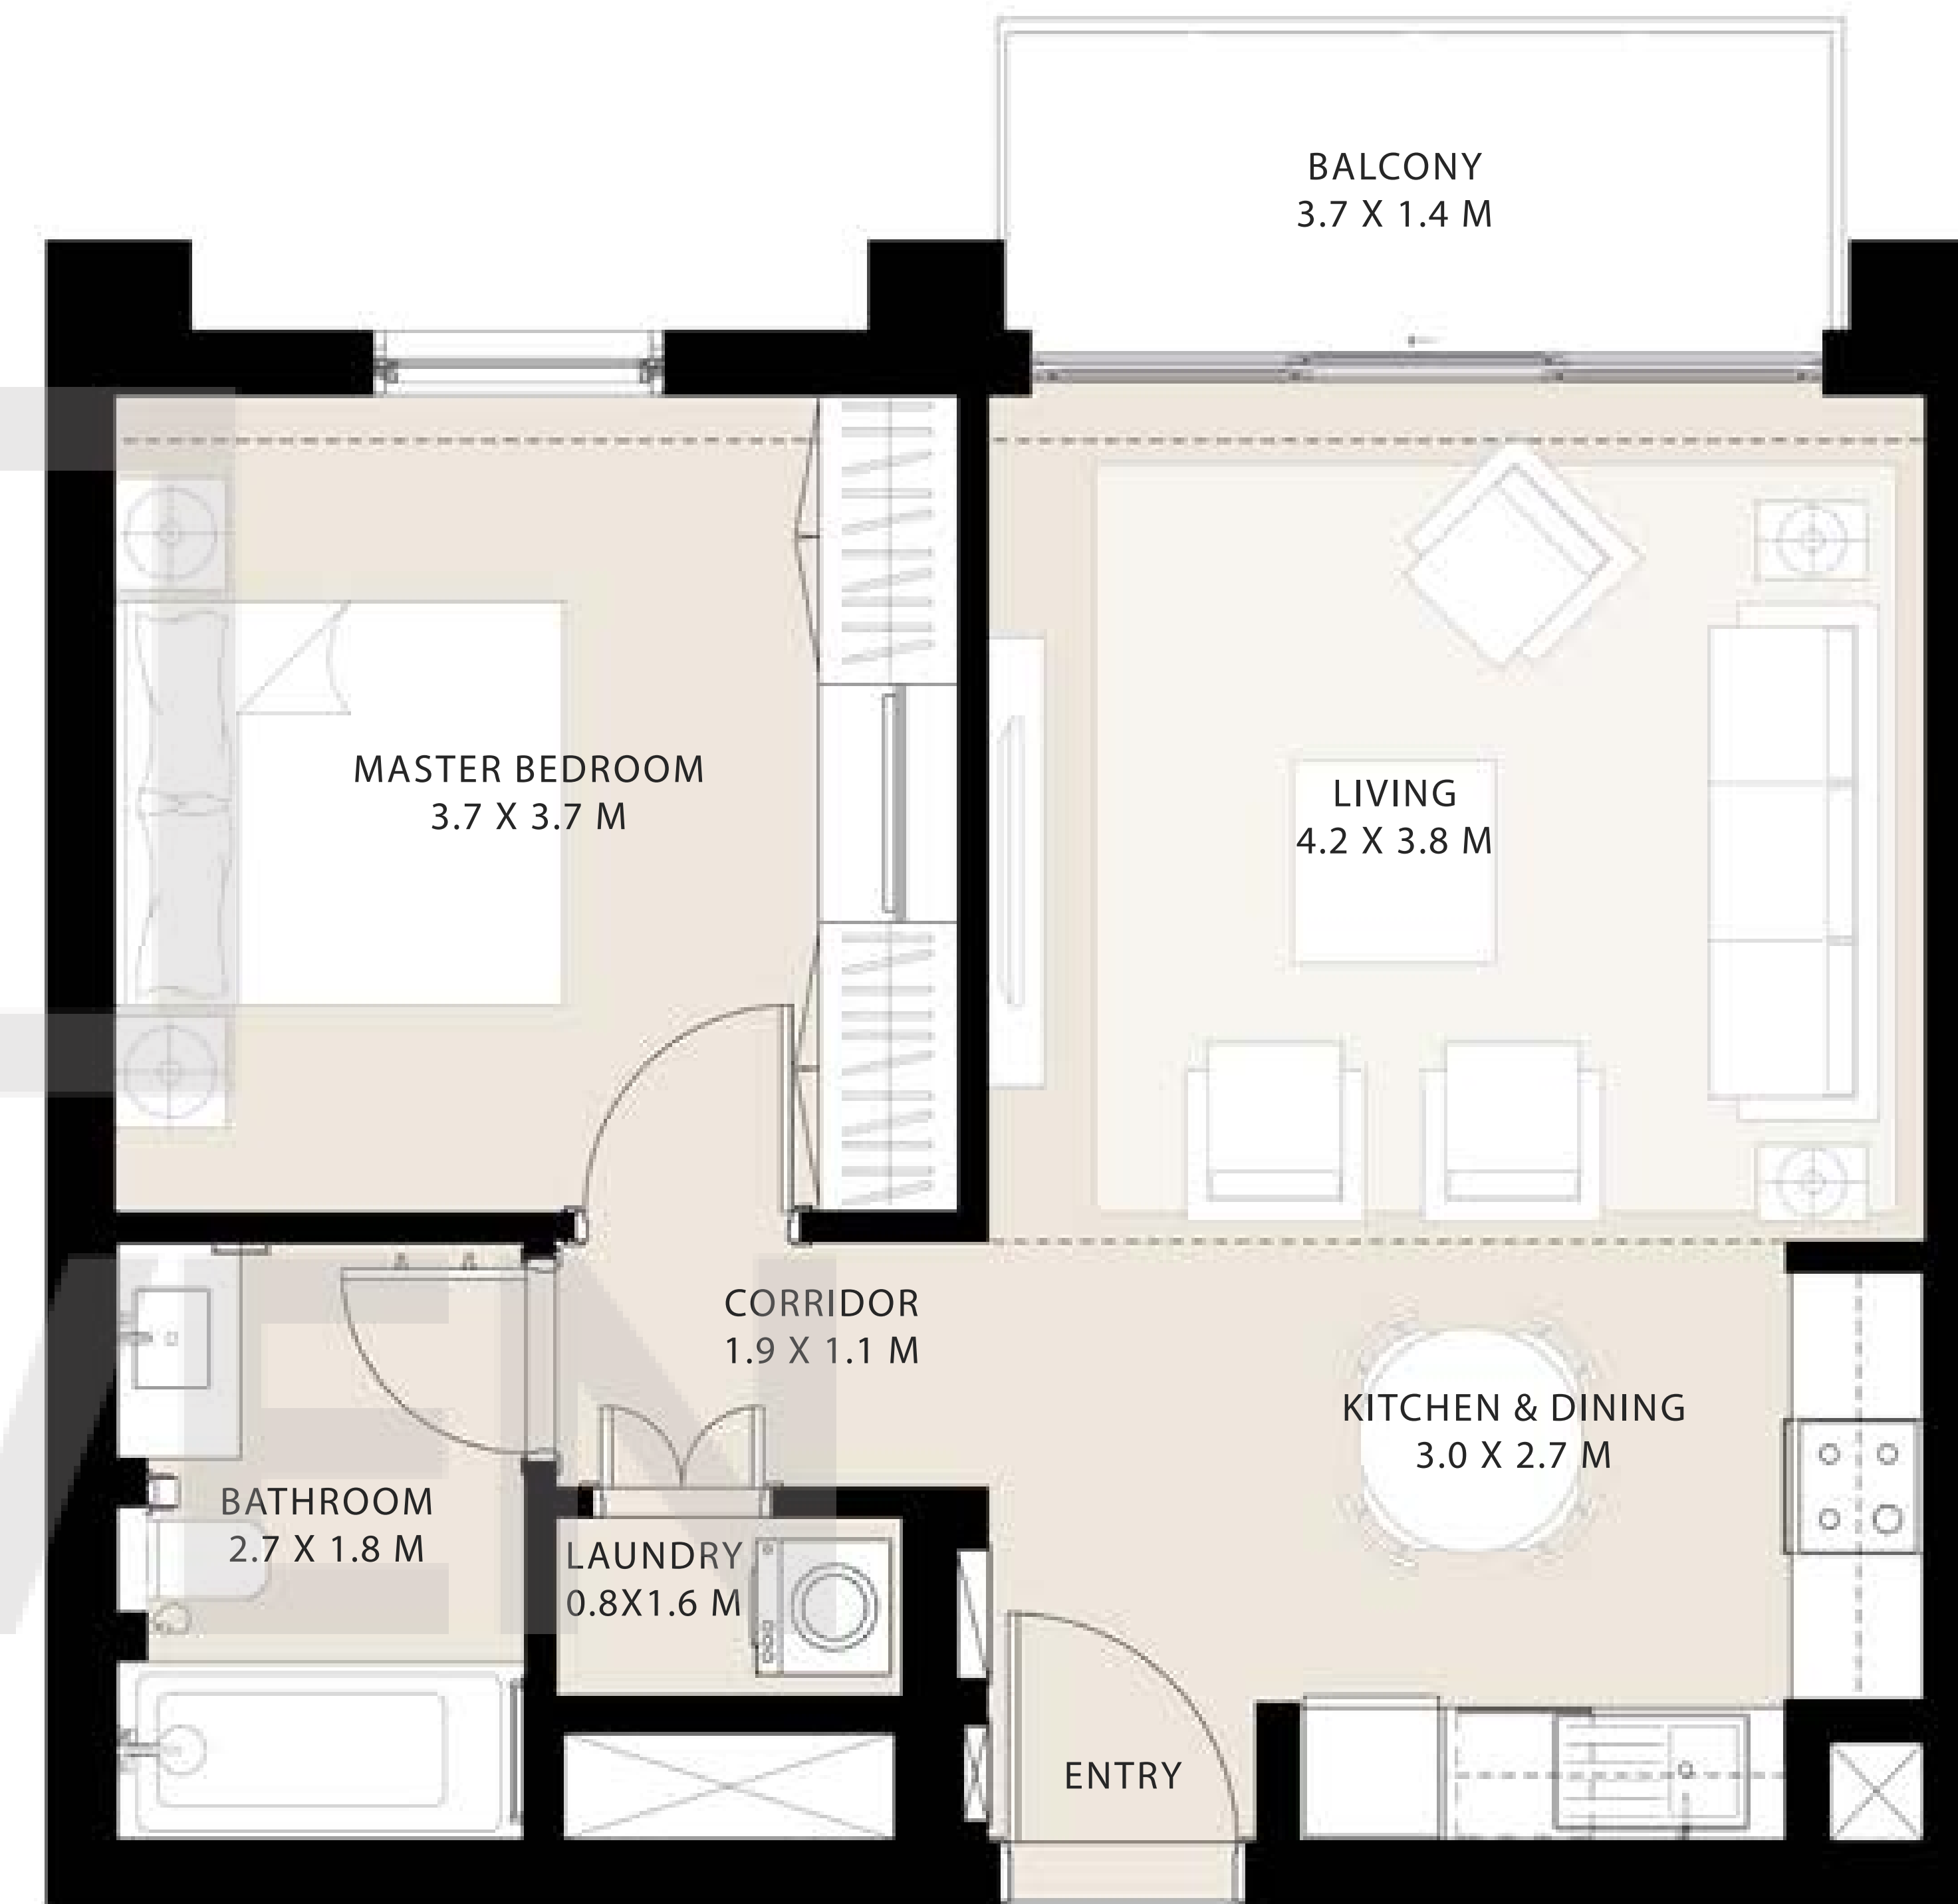 BALCONY
3.7 X 1.4 M
MASTER BEDROOM
3.7 X 3.7 M
LIVING
4.2 X 3.8 M
CORRIDOR
1.9 X 1.1 M
KITCHEN & DINING
3.0 X 2.7 M
BATHROOM
2.7 X 1.8 M
LAUNDRY
0.8X1.6 M
ENTRY